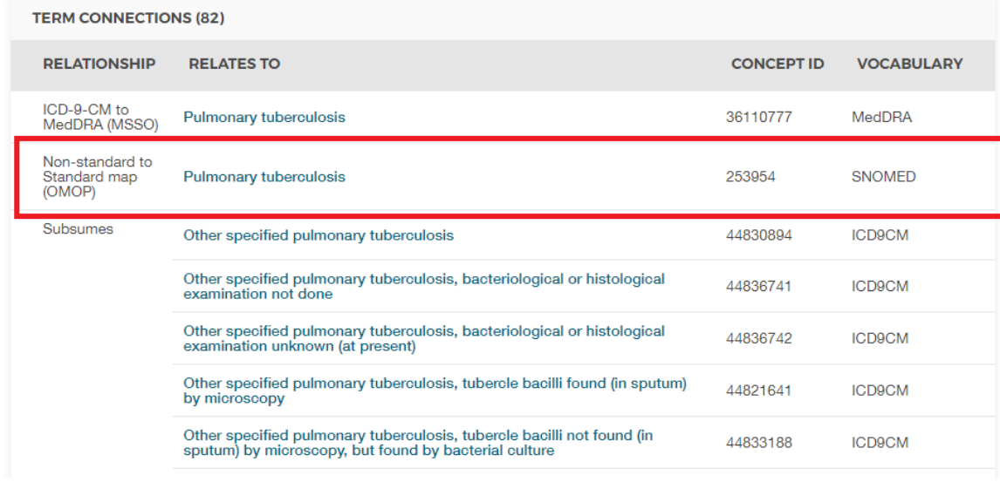 TERM CONNECTIONS (82)
RELATIONSHIP RELATES TO CONCEPT ID VOCABULARY
ICD-9-CM to
MedDRA (MSSO) Pulmonary tuberculosis 36110777 MedDRA
Non-standard to
Standard map
(OMOP) Pulmonary tuberculosis 253954 SNOMED
Subsumes Other specified pulmonary tuberculosis 44830894 ICD9CM
Other specified pulmonary tuberculosis, bacteriological or histological
examination not done 44836741 ICD9CM
Other specified pulmonary tuberculosis, bacteriological or histological
examination unknown (at present) 44836742 ICD9CM
Other specified pulmonary tuberculosis, tubercle bacilli found (in sputum)
by microscopy 44821641 ICD9CM
Other specified pulmonary tuberculosis, tubercle bacilli not found (in
sputum) by microscopy, but found by bacterial culture 44833188 ICD9CM